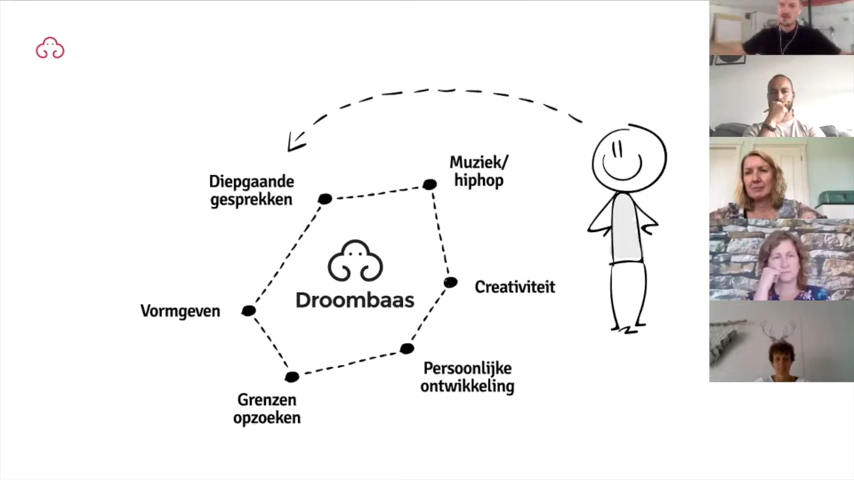 Muziek/
hiphop
Diepgaande
gesprekken
Creativiteit
Droombaas
Vormgeven
Persoonlijke
ontwikkeling
Grenzen
opzoeken